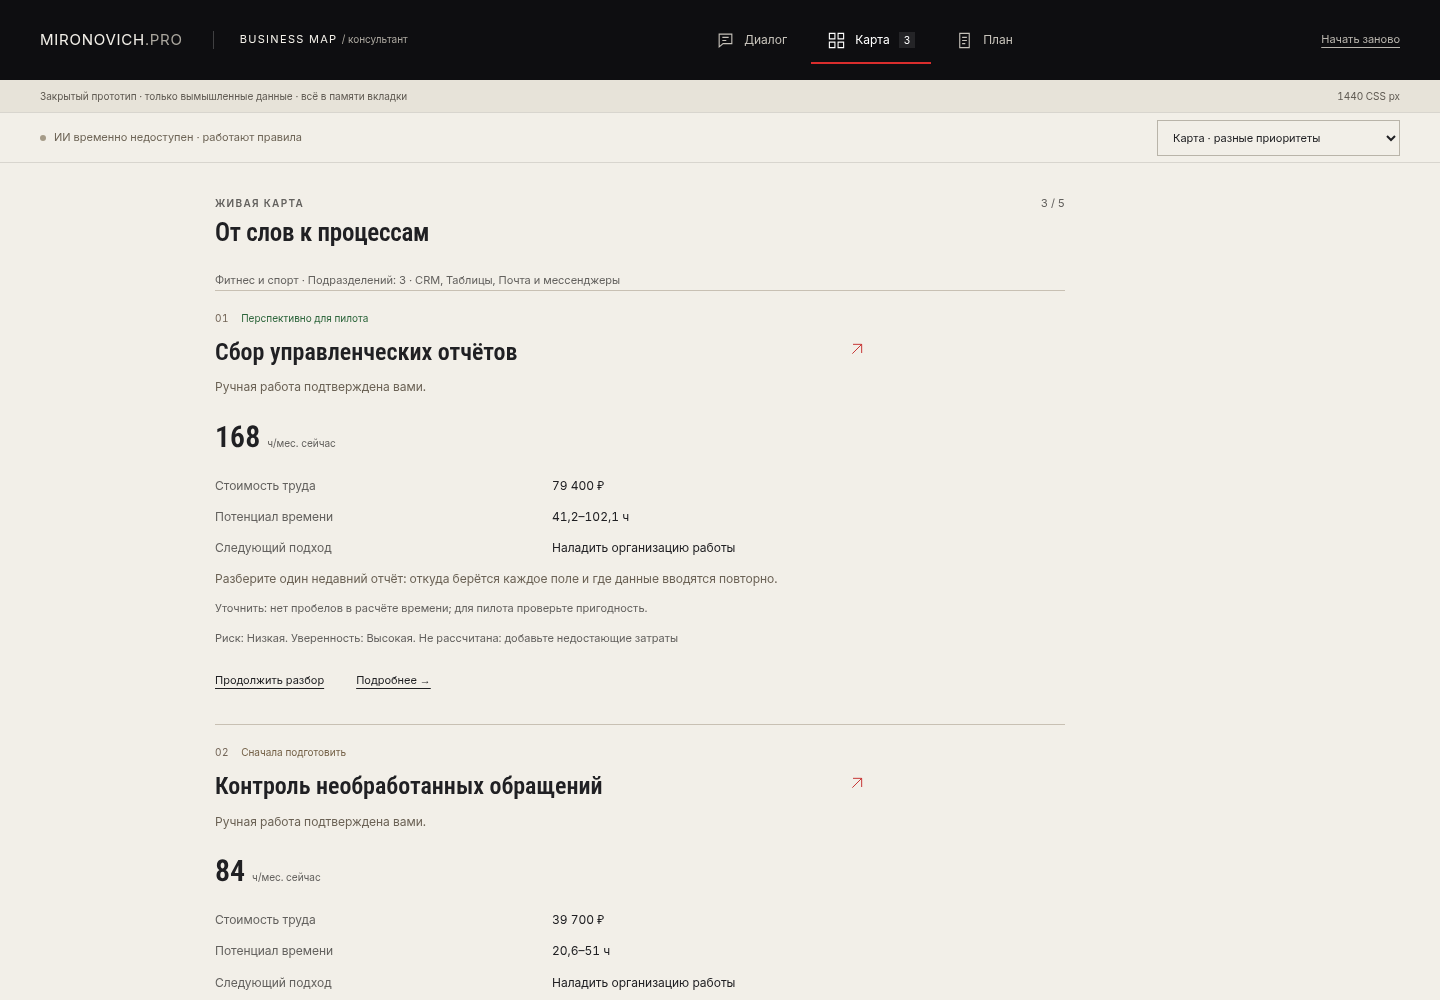 MIRONOVICH.PRO
BUSINESS MAP / консультант
Диалог
Карта 3
План
Начать заново
Закрытый прототип · только вымышленные данные · всё в памяти вкладки
1440 CSS px
ИИ временно недоступен · работают правила
Карта · разные приоритеты
ЖИВАЯ КАРТА
3 / 5
От слов к процессам
Фитнес и спорт · Подразделений: 3 · CRM, Таблицы, Почта и мессенджеры
01 Перспективно для пилота
Сбор управленческих отчётов
Ручная работа подтверждена вами.
168 ч/мес. сейчас
Стоимость труда 79 400 ₽
Потенциал времени 41,2–102,1 ч
Следующий подход Наладить организацию работы
Разберите один недавний отчёт: откуда берётся каждое поле и где данные вводятся повторно.
Уточнить: нет пробелов в расчёте времени; для пилота проверьте пригодность.
Риск: Низкая. Уверенность: Высокая. Не рассчитана: добавьте недостающие затраты
Продолжить разбор Подробнее →
02 Сначала подготовить
Контроль необработанных обращений
Ручная работа подтверждена вами.
84 ч/мес. сейчас
Стоимость труда 39 700 ₽
Потенциал времени 20,6–51 ч
Следующий подход Наладить организацию работы